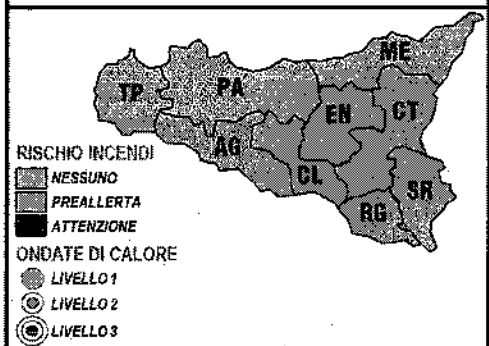 ME
TP
PA
EN
CT
AG
CL
SR
RG
RISCHIO INCENDI
NESSUNO
PREALLERTA
ATTENZIONE
ONDATE DI CALORE
LIVELLO 1
LIVELLO 2
LIVELLO 3